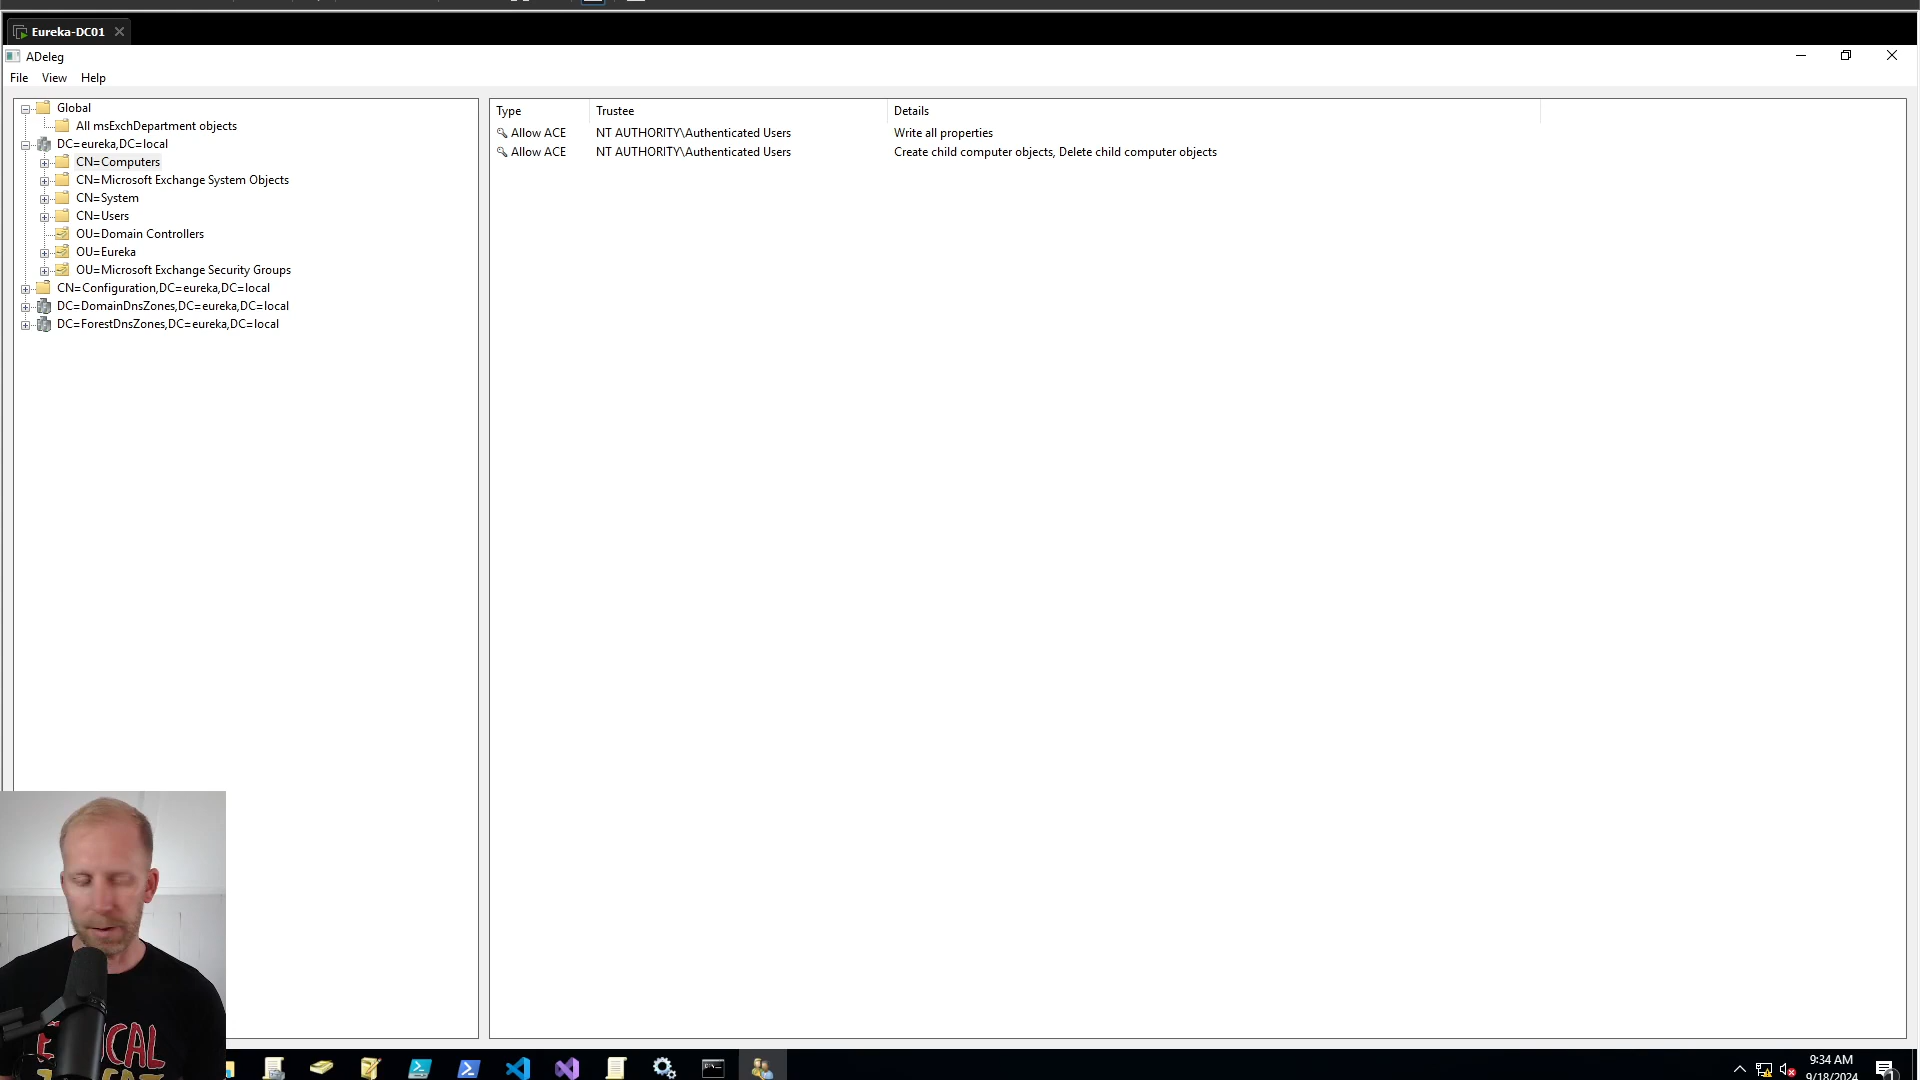 Eureka-DC01
ADeleg
File View Help
Global
All msExchDepartment objects
DC=eureka,DC=local
CN=Computers
CN=Microsoft Exchange System Objects
CN=System
CN=Users
OU=Domain Controllers
OU=Eureka
OU=Microsoft Exchange Security Groups
CN=Configuration,DC=eureka,DC=local
DC=DomainDnsZones,DC=eureka,DC=local
DC=ForestDnsZones,DC=eureka,DC=local
Type Trustee Details
Allow ACE NT AUTHORITY\Authenticated Users Write all properties
Allow ACE NT AUTHORITY\Authenticated Users Create child computer objects, Delete child computer objects
9:34 AM
9/18/2024
1